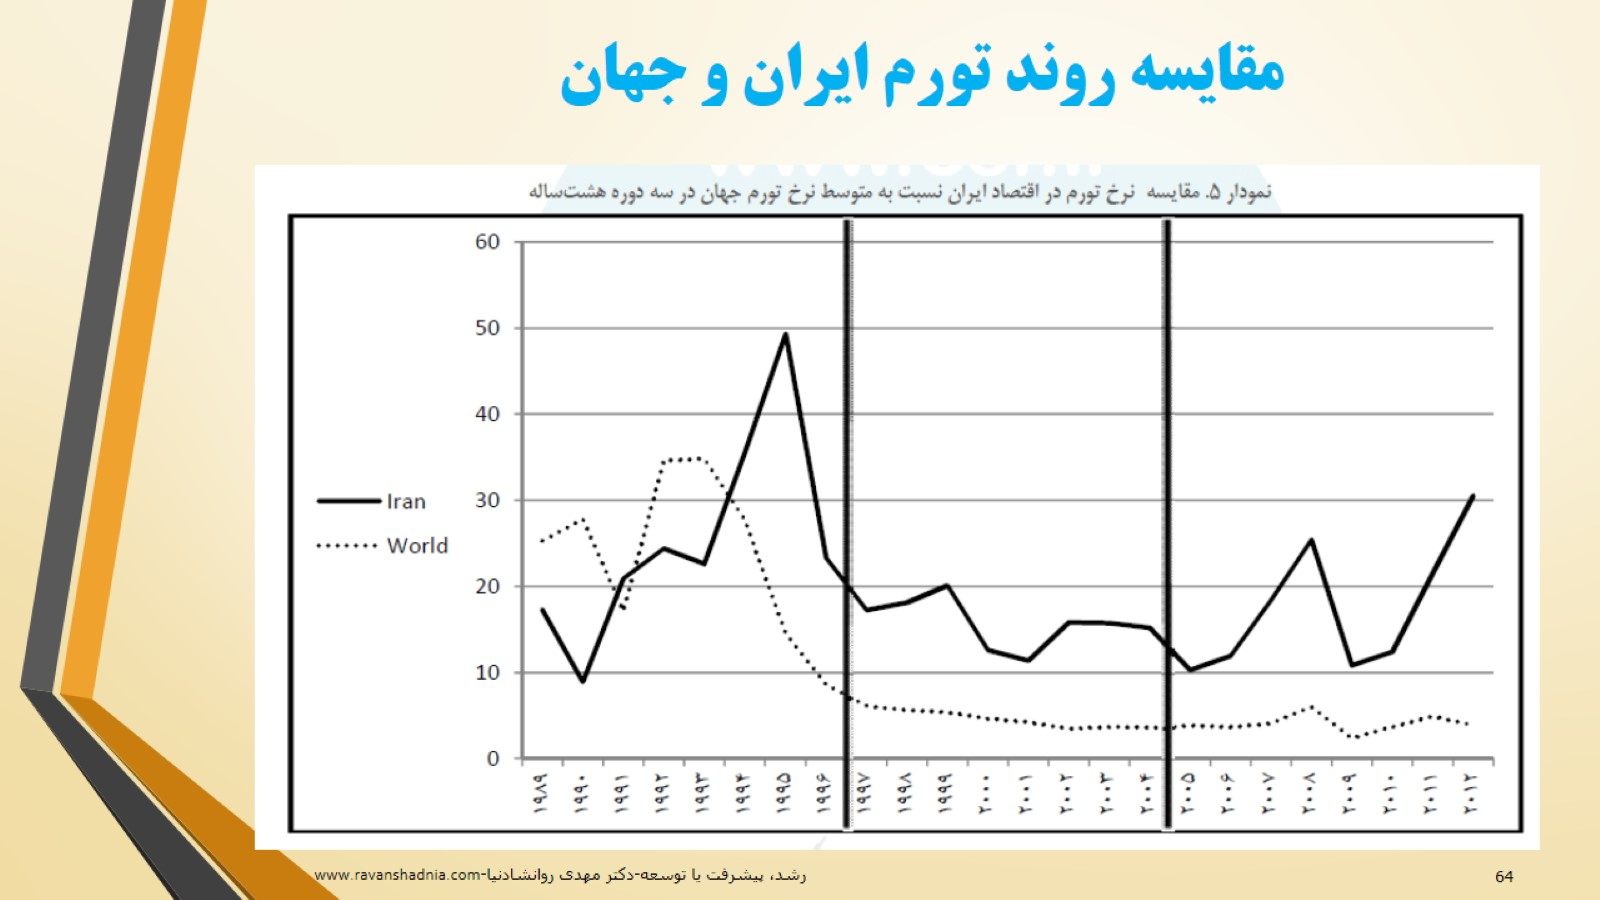 مقایسه روند تورم ایران و جهان
نمودار ۵. مقایسه نرخ تورم در اقتصاد ایران نسبت به متوسط نرخ تورم جهان در سه دوره هشت‌ساله
60
50
40
30
20
10
0
Iran
World
۱۹۸۹ ۱۹۹۰ ۱۹۹۱ ۱۹۹۲ ۱۹۹۳ ۱۹۹۴ ۱۹۹۵ ۱۹۹۶ ۱۹۹۷ ۱۹۹۸ ۱۹۹۹ ۲۰۰۰ ۲۰۰۱ ۲۰۰۲ ۲۰۰۳ ۲۰۰۴ ۲۰۰۵ ۲۰۰۶ ۲۰۰۷ ۲۰۰۸ ۲۰۰۹ ۲۰۱۰ ۲۰۱۱ ۲۰۱۲
رشد، پیشرفت یا توسعه-دکتر مهدی روانشادنیا-www.ravanshadnia.com
64